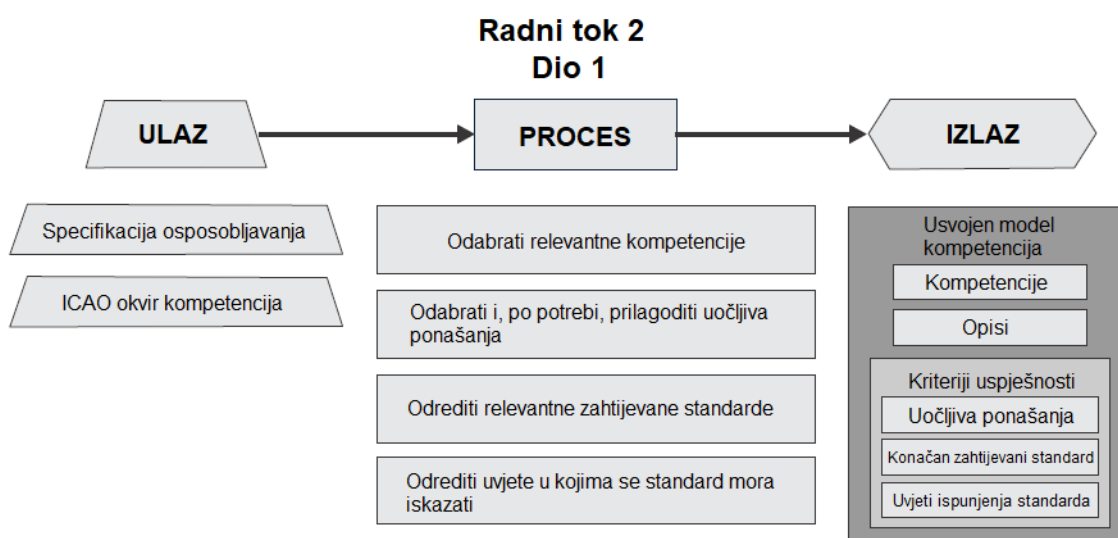 Radni tok 2
Dio 1
ULAZ
PROCES
IZLAZ
Specifikacija osposobljavanja
ICAO okvir kompetencija
Odabrati relevantne kompetencije
Odabrati i, po potrebi, prilagoditi uočljiva
ponašanja
Odrediti relevantne zahtijevane standarde
Odrediti uvjete u kojima se standard mora
iskazati
Usvojen model
kompetencija
Kompetencije
Opisi
Kriteriji uspješnosti
Uočljiva ponašanja
Konačan zahtijevani standard
Uvjeti ispunjenja standarda